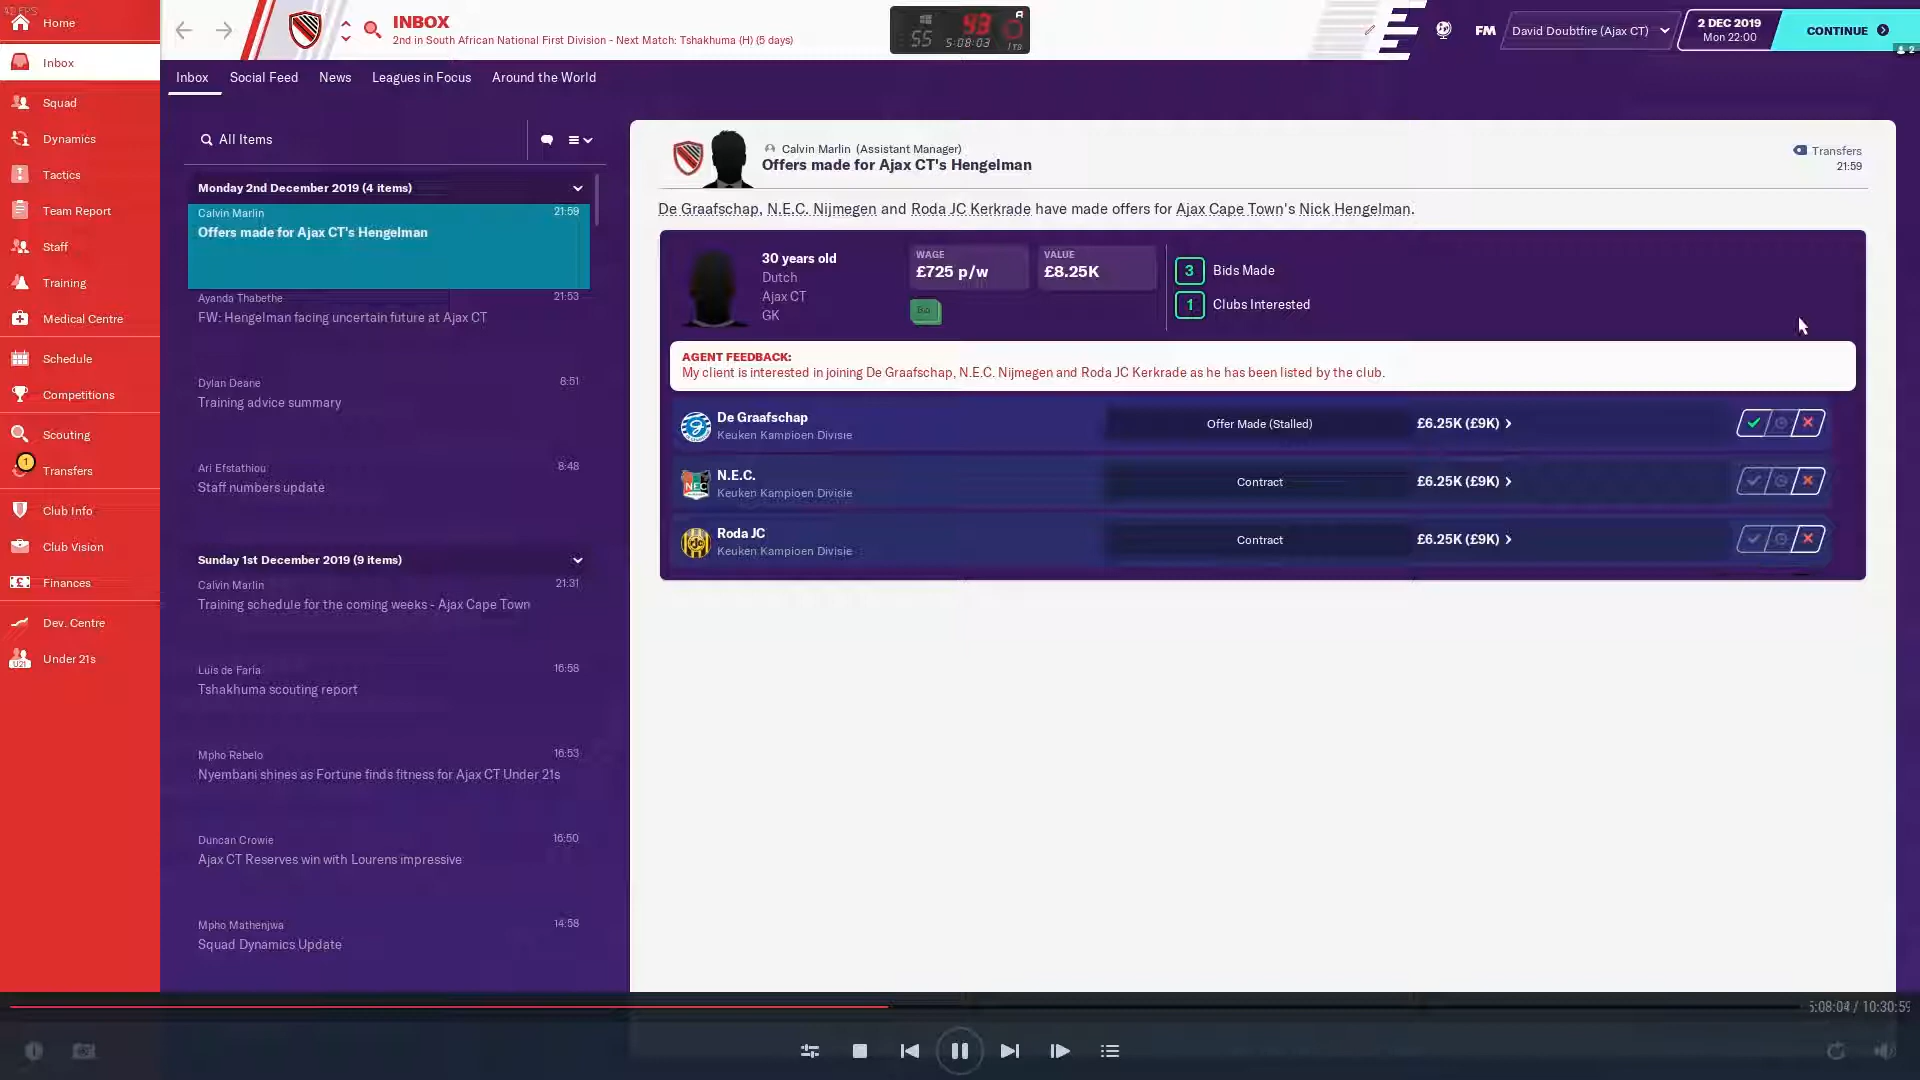 Home
Inbox
Squad
Dynamics
Tactics
Team Report
Staff
Training
Medical Centre
Schedule
Competitions
Scouting
1
Transfers
Club Info
Club Vision
Finances
Dev. Centre
U21
Under 21s
INBOX
2nd in South African National First Division - Next Match: Tshakhuma (H) (5 days)
55 43 A
5:08:03
FM
David Doubtfire (Ajax CT)
2 DEC 2019
Mon 22:00
CONTINUE
2
Inbox Social Feed News Leagues in Focus Around the World
All Items
Monday 2nd December 2019 (4 items)
Calvin Marlin 21:59
Offers made for Ajax CT's Hengelman
Ayanda Thabethe 21:53
FW: Hengelman facing uncertain future at Ajax CT
Dylan Deane 8:51
Training advice summary
Ari Efstathiou 8:48
Staff numbers update
Sunday 1st December 2019 (9 items)
Calvin Marlin 21:31
Training schedule for the coming weeks - Ajax Cape Town
Luis de Faria 16:58
Tshakhuma scouting report
Mpho Rebelo 16:53
Nyembani shines as Fortune finds fitness for Ajax CT Under 21s
Duncan Crowie 16:50
Ajax CT Reserves win with Lourens impressive
Mpho Mathenjwa 14:58
Squad Dynamics Update
Calvin Marlin (Assistant Manager)
Offers made for Ajax CT's Hengelman
Transfers
21:59
De Graafschap, N.E.C. Nijmegen and Roda JC Kerkrade have made offers for Ajax Cape Town's Nick Hengelman.
30 years old
Dutch
Ajax CT
GK
WAGE
£725 p/w
VALUE
£8.25K
Bid
3 Bids Made
1 Clubs Interested
AGENT FEEDBACK:
My client is interested in joining De Graafschap, N.E.C. Nijmegen and Roda JC Kerkrade as he has been listed by the club.
De Graafschap
Keuken Kampioen Divisie
Offer Made (Stalled)
£6.25K (£9K)
N.E.C.
Keuken Kampioen Divisie
Contract
£6.25K (£9K)
NEC
Roda JC
Keuken Kampioen Divisie
Contract
£6.25K (£9K)
5:08:04 / 10:30:59